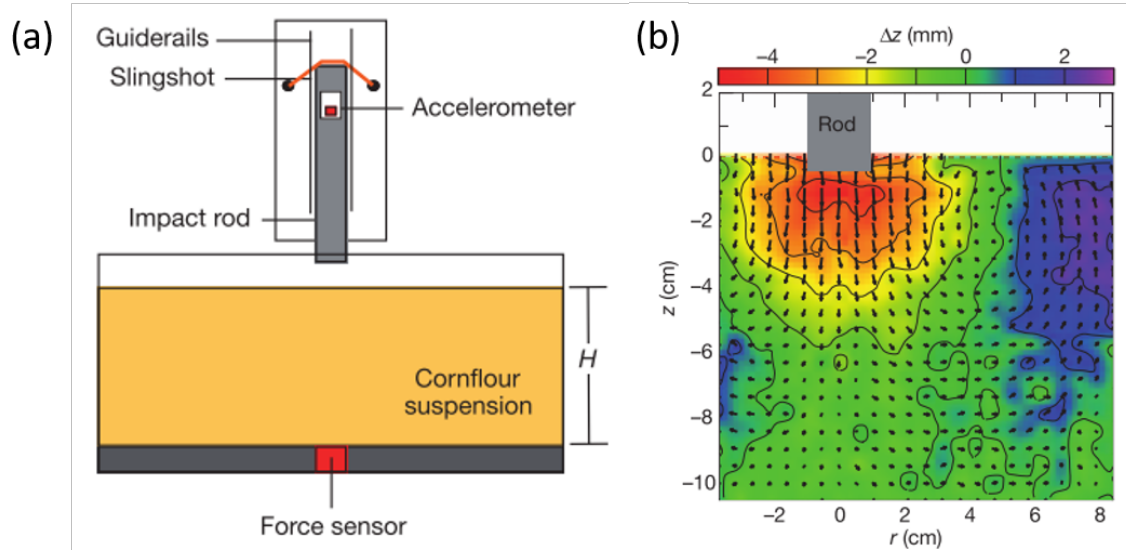 (a)
Guiderails
Slingshot
Accelerometer
Impact rod
H
Cornflour
suspension
Force sensor
(b)
Δz (mm)
−4 −2 0 2
Rod
2
0
−2
−4
−6
−8
−10
z (cm)
−2 0 2 4 6 8
r (cm)